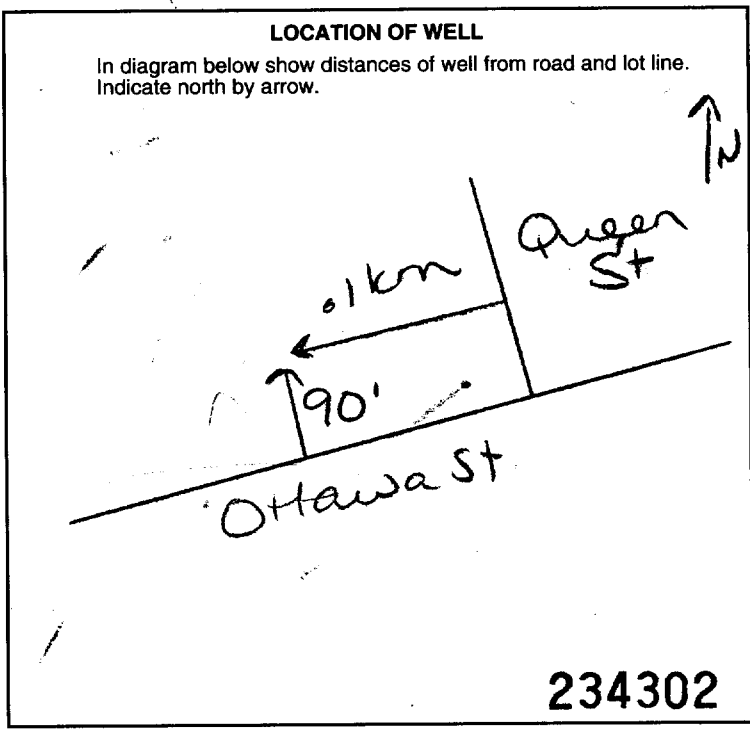 LOCATION OF WELL
In diagram below show distances of well from road and lot line.
Indicate north by arrow.
N
Queen
St
.1km
90'
Ottawa St
234302